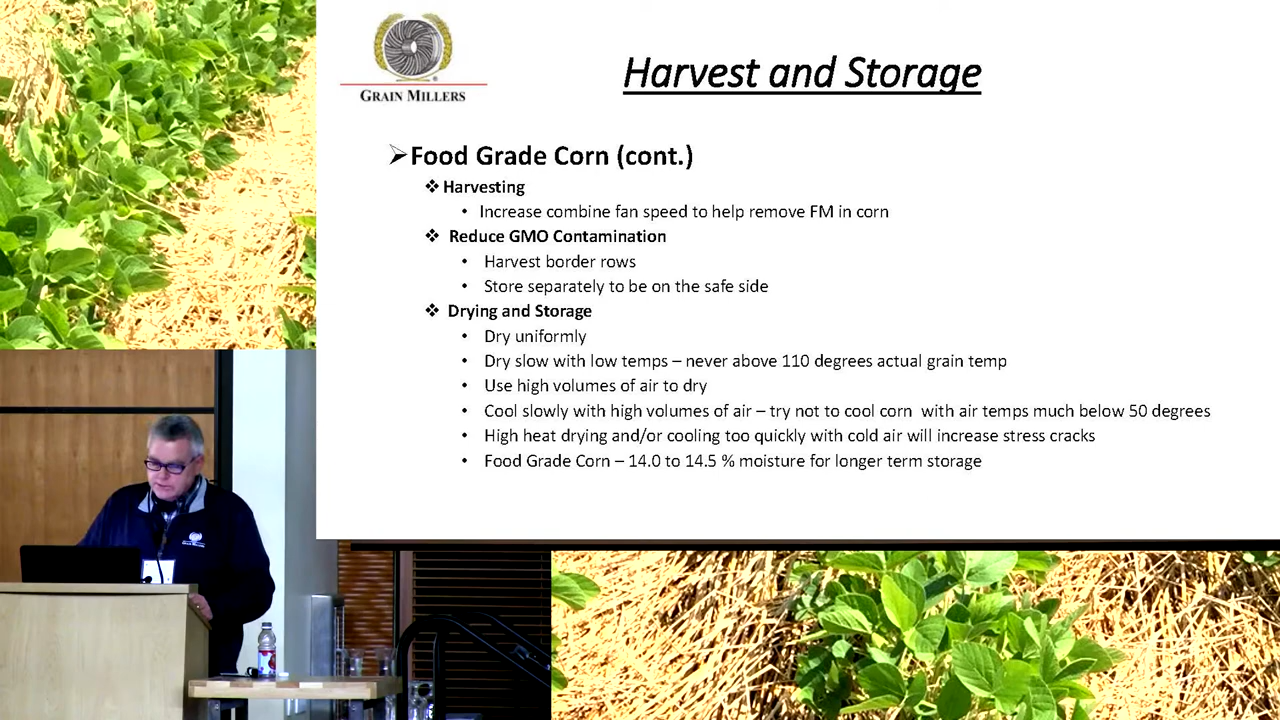 GRAIN MILLERS
Harvest and Storage
Food Grade Corn (cont.)
Harvesting
• Increase combine fan speed to help remove FM in corn
Reduce GMO Contamination
• Harvest border rows
• Store separately to be on the safe side
Drying and Storage
• Dry uniformly
• Dry slow with low temps – never above 110 degrees actual grain temp
• Use high volumes of air to dry
• Cool slowly with high volumes of air – try not to cool corn with air temps much below 50 degrees
• High heat drying and/or cooling too quickly with cold air will increase stress cracks
• Food Grade Corn – 14.0 to 14.5 % moisture for longer term storage